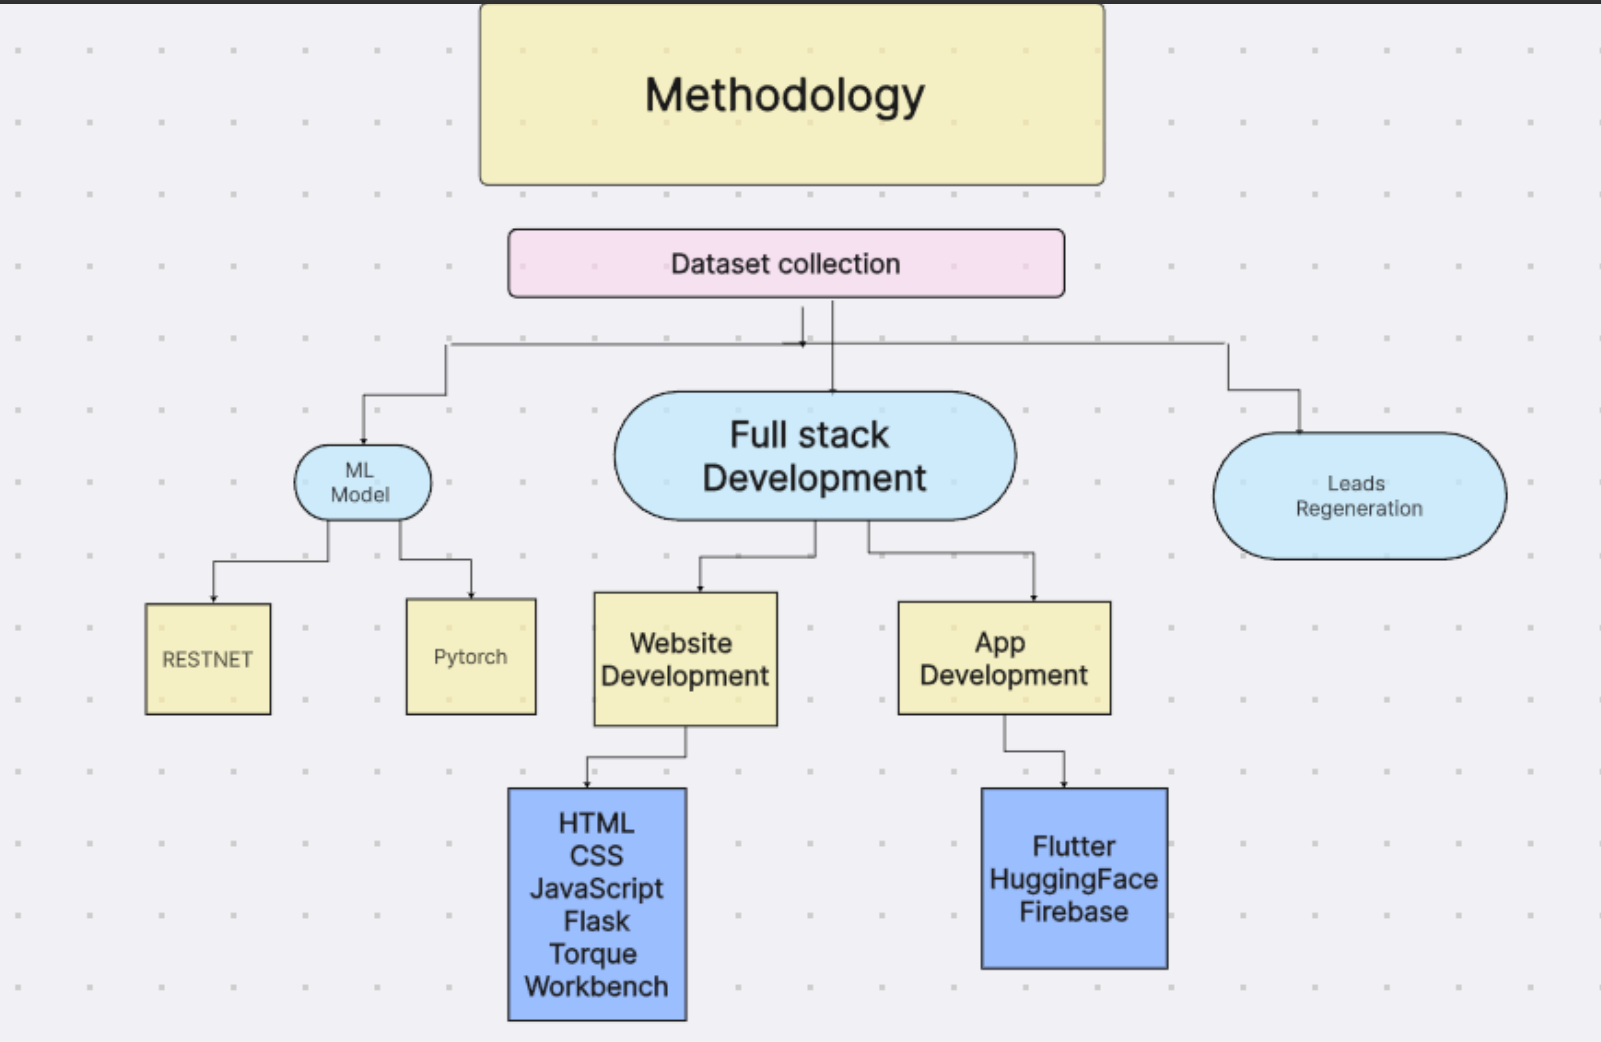 Methodology
Dataset collection
Full stack
Development
ML
Model
Leads
Regeneration
RESTNET
Pytorch
Website
Development
App
Development
HTML
CSS
JavaScript
Flask
Torque
Workbench
Flutter
HuggingFace
Firebase